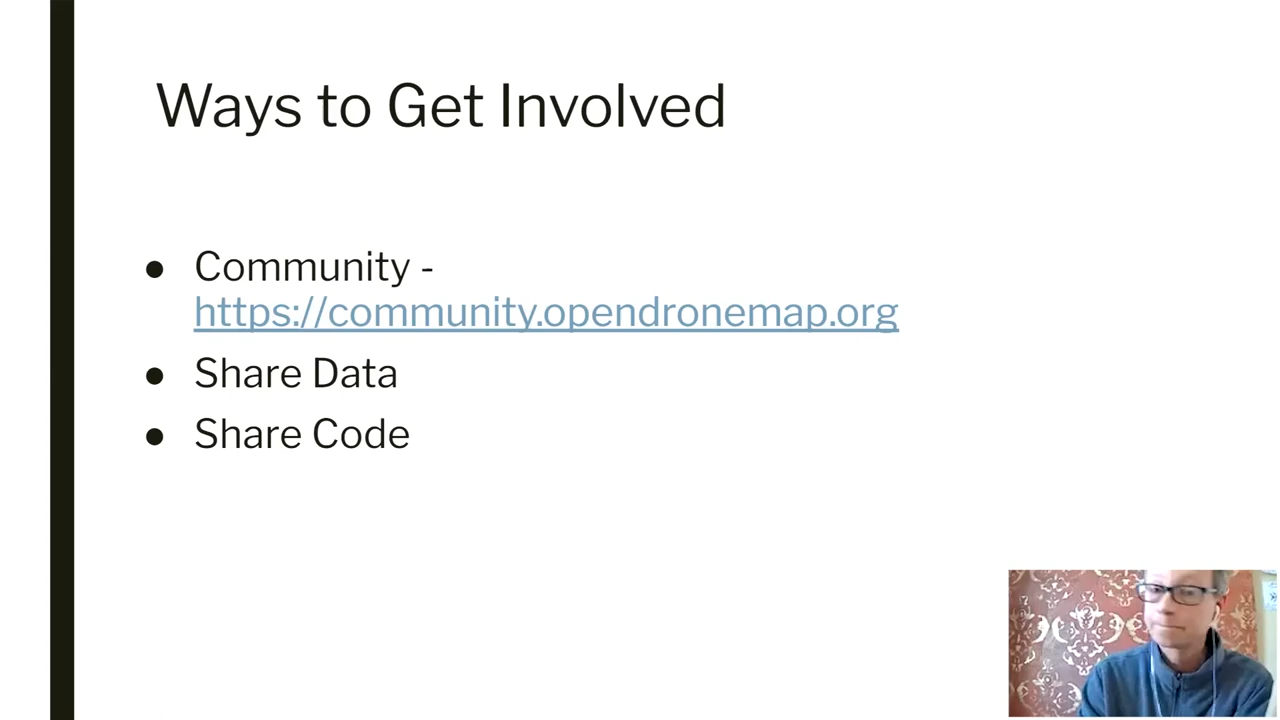 Ways to Get Involved
● Community -
https://community.opendronemap.org
● Share Data
● Share Code